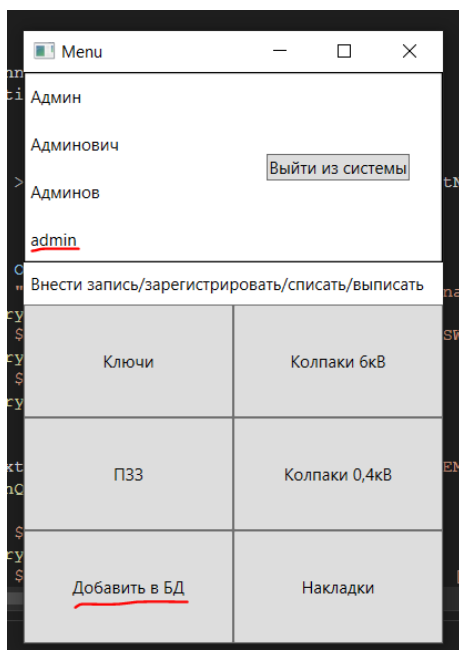 Menu
Админ
Админович
Выйти из системы
Админов
admin
Внести запись/зарегистрировать/списать/выписать
Ключи
Колпаки 6кВ
ПЗЗ
Колпаки 0,4кВ
Добавить в БД
Накладки